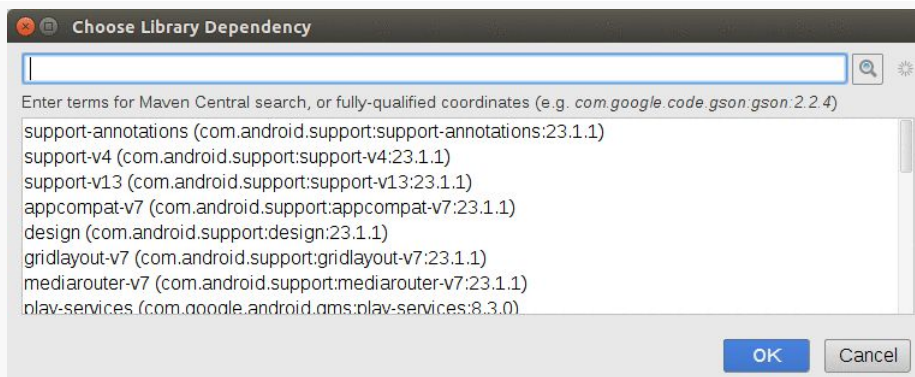 Choose Library Dependency
Enter terms for Maven Central search, or fully-qualified coordinates (e.g. com.google.code.gson:gson:2.2.4)
support-annotations (com.android.support:support-annotations:23.1.1)
support-v4 (com.android.support:support-v4:23.1.1)
support-v13 (com.android.support:support-v13:23.1.1)
appcompat-v7 (com.android.support:appcompat-v7:23.1.1)
design (com.android.support:design:23.1.1)
gridlayout-v7 (com.android.support:gridlayout-v7:23.1.1)
mediarouter-v7 (com.android.support:mediarouter-v7:23.1.1)
play-services (com.google.android.gms:play-services:8.3.0)
OK Cancel